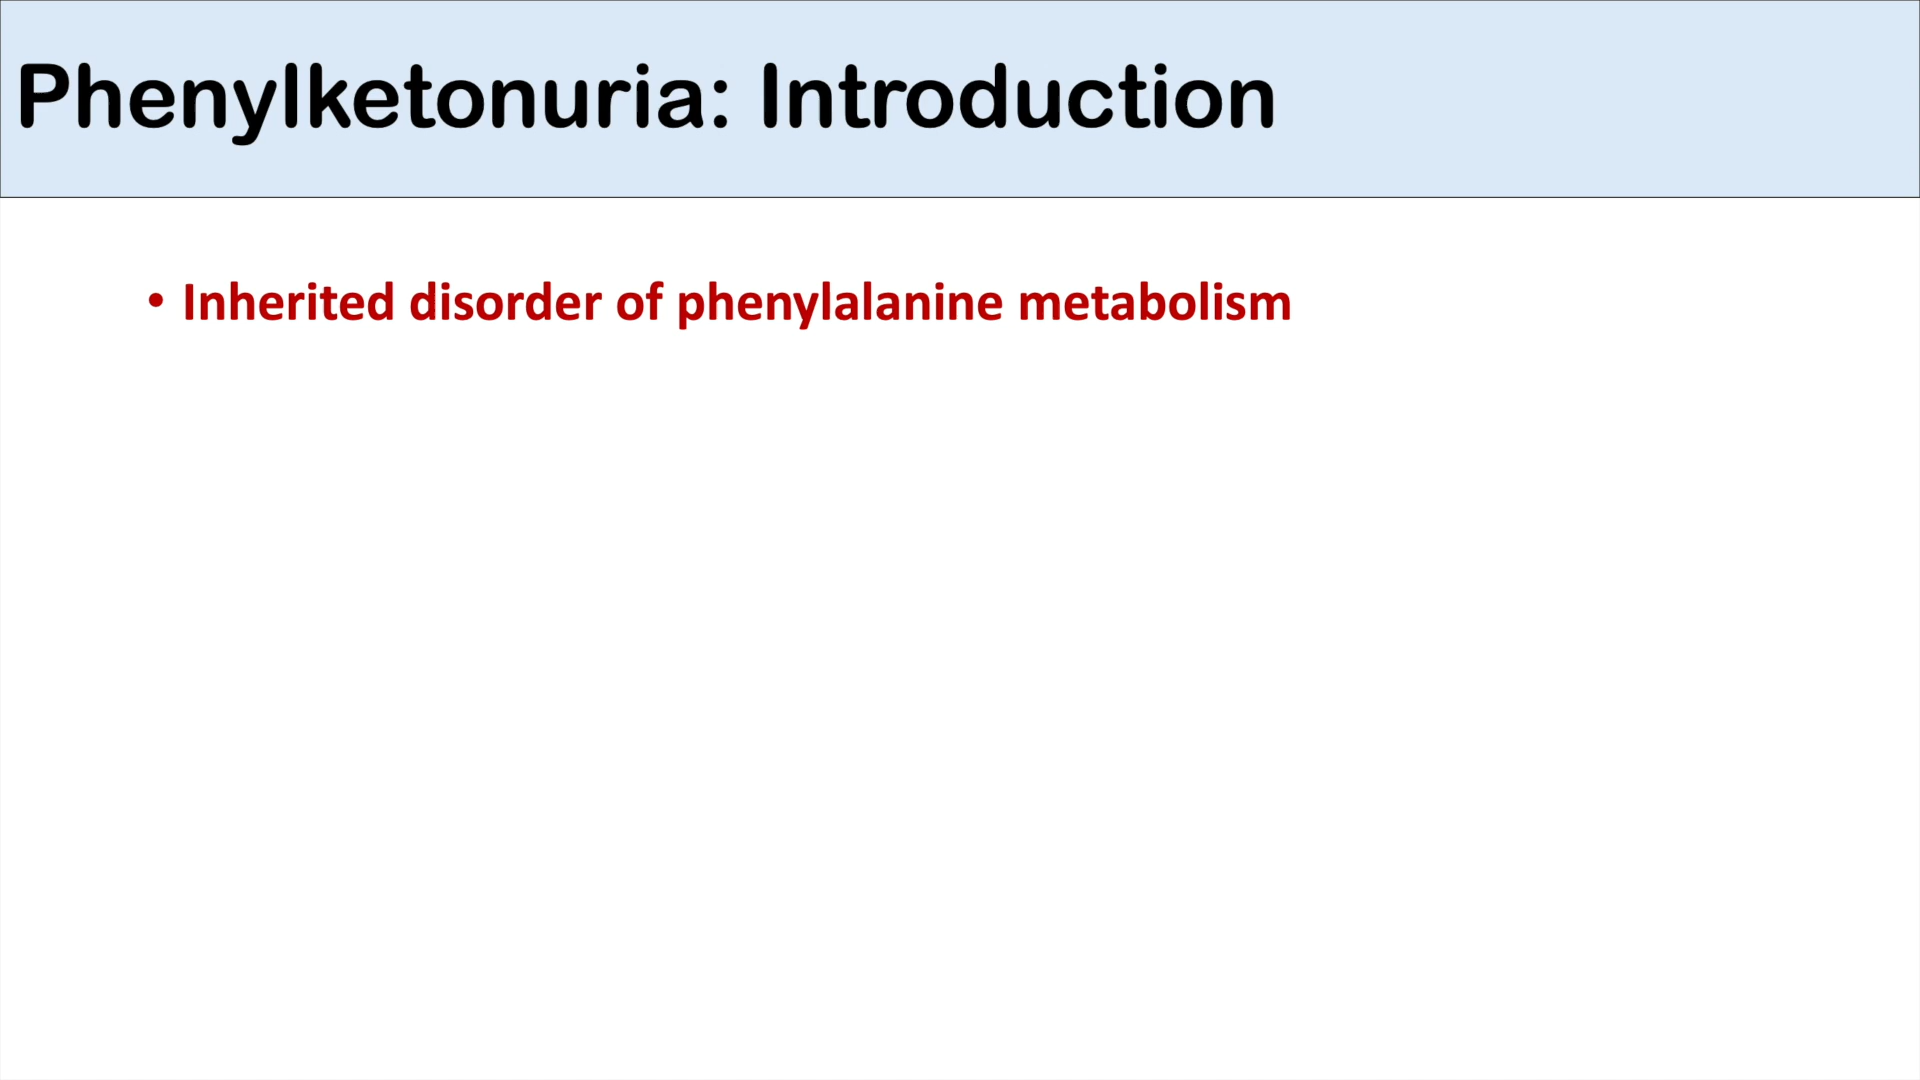 Phenylketonuria: Introduction
• Inherited disorder of phenylalanine metabolism